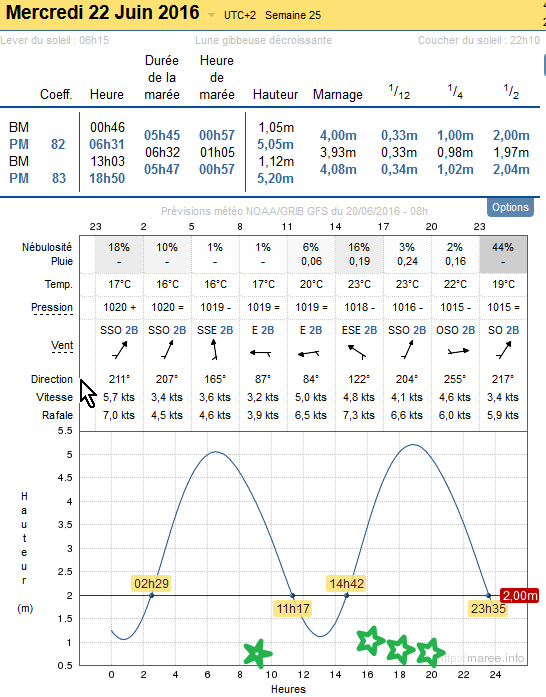 Mercredi 22 Juin 2016 UTC+2 Semaine 25
Lever du soleil : 06h15 Lune gibbeuse décroissante Coucher du soleil : 22h10
Durée Heure
de la de
Coeff. Heure marée marée Hauteur Marnage 1/12 1/4 1/2
BM 00h46 1,05m
05h45 00h57 4,00m 0,33m 1,00m 2,00m
PM 82 06h31 5,05m
06h32 01h05 3,93m 0,33m 0,98m 1,97m
BM 13h03 1,12m
05h47 00h57 4,08m 0,34m 1,02m 2,04m
PM 83 18h50 5,20m
Options
Prévisions météo NOAA/GRIB GFS du 20/06/2016 - 08h
23 2 5 8 11 14 17 20 23
Nébulosité 18% 10% 1% 1% 6% 16% 3% 2% 44%
Pluie - - - - 0,06 0,19 0,24 0,16 -
Temp. 17°C 16°C 16°C 17°C 20°C 23°C 23°C 22°C 19°C
Pression 1020 + 1020 = 1019 - 1019 = 1019 = 1018 - 1016 - 1015 - 1015 =
SSO 2B SSO 2B SSE 2B E 2B E 2B ESE 2B SSO 2B OSO 2B SO 2B
Vent
Direction 211° 207° 165° 87° 84° 122° 204° 255° 217°
Vitesse 5,7 kts 3,4 kts 3,6 kts 3,2 kts 5,0 kts 4,8 kts 4,1 kts 4,6 kts 3,4 kts
Rafale 7,0 kts 4,5 kts 4,6 kts 3,9 kts 6,5 kts 7,3 kts 6,6 kts 6,0 kts 5,9 kts
Hauteur
(m)
5.5
5
4.5
4
3.5
3
2.5
02h29 14h42
2 2,00m
11h17 23h35
1.5
1
http://maree.info
0.5
0 2 4 6 8 10 12 14 16 18 20 22 24
Heures